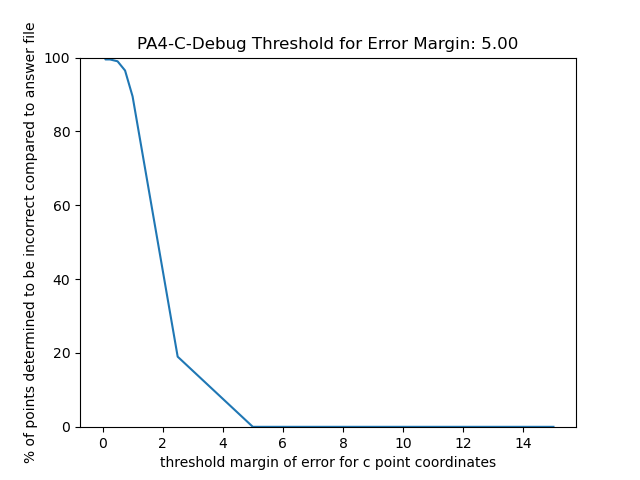 PA4-C-Debug Threshold for Error Margin: 5.00
% of points determined to be incorrect compared to answer file
100
80
60
40
20
0
0 2 4 6 8 10 12 14
threshold margin of error for c point coordinates